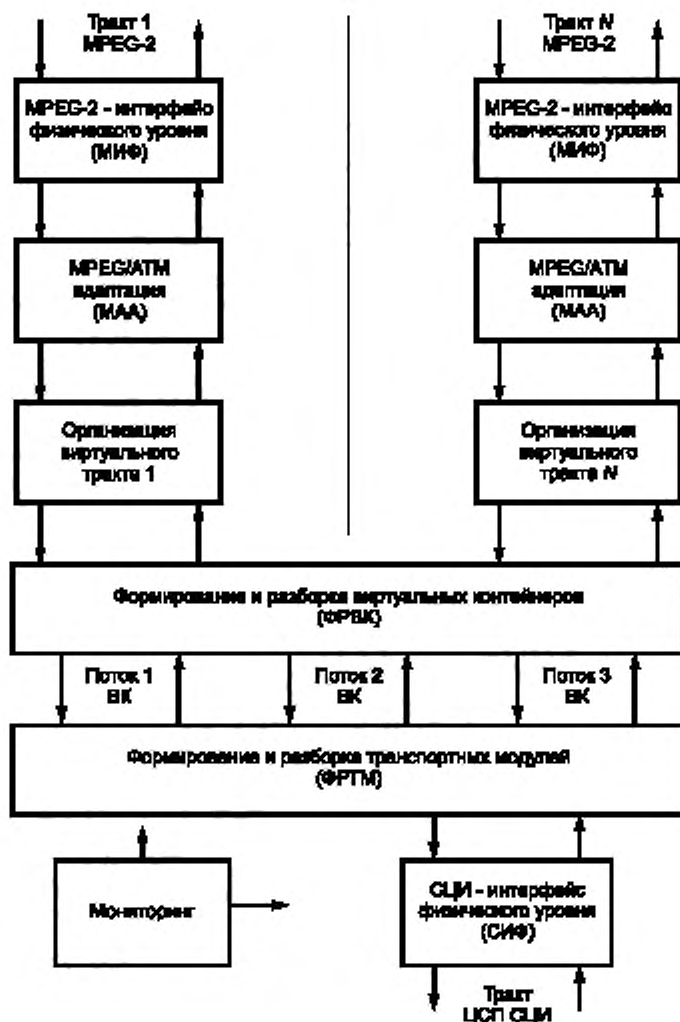 Тракт 1
MPEG-2
Тракт N
MPEG-2
MPEG-2 - интерфейс
физического уровня
(МИФ)
MPEG-2 - интерфейс
физического уровня
(МИФ)
MPEG/ATM
адаптация
(МАА)
MPEG/ATM
адаптация
(МАА)
Организация
виртуального
тракта 1
Организация
виртуального
тракта N
Формирование и разборка виртуальных контейнеров
(ФРВК)
Поток 1
ВК
Поток 2
ВК
Поток 3
ВК
Формирование и разборка транспортных модулей
(ФРТМ)
Мониторинг
СЦИ - интерфейс
физического уровня
(СИФ)
Тракт
ЦСП СЦИ